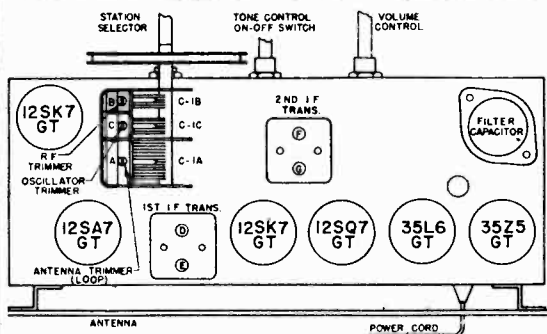 STATION
SELECTOR
TONE CONTROL
ON-OFF SWITCH
VOLUME
CONTROL
12SK7
GT
B
C
A
C-1B
C-1C
C-1A
2ND I F
TRANS.
F
G
FILTER
CAPACITOR
R F
TRIMMER
OSCILLATOR
TRIMMER
1ST I F TRANS.
D
E
12SA7
GT
12SK7
GT
12SQ7
GT
35L6
GT
35Z5
GT
ANTENNA TRIMMER
(LOOP)
ANTENNA
POWER CORD